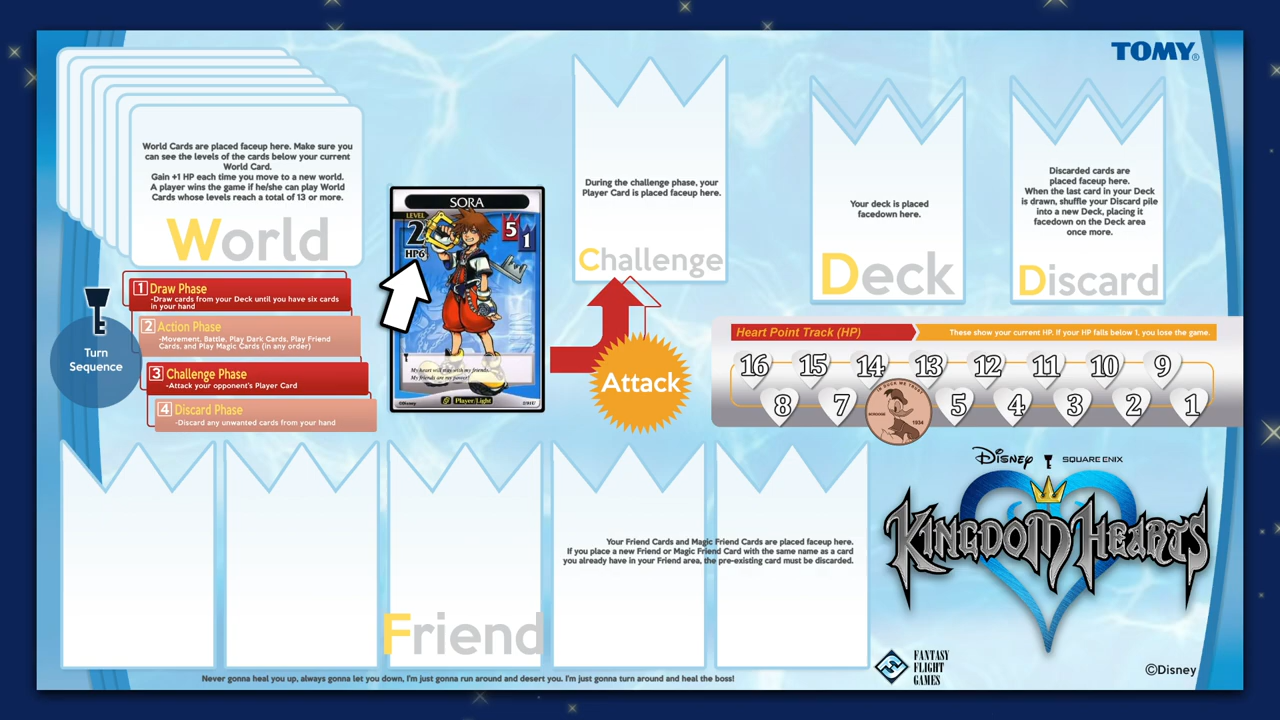 TOMY®
World Cards are placed faceup here. Make sure you
can see the levels of the cards below your current
World Card.
Gain +1 HP each time you move to a new world.
A player wins the game if he/she can play World
Cards whose levels reach a total of 13 or more.
World
Turn
Sequence
1 Draw Phase
-Draw cards from your Deck until you have six cards
in your hand
2 Action Phase
-Movement, Battle, Play Dark Cards, Play Friend
Cards, and Play Magic Cards (in any order)
3 Challenge Phase
-Attack your opponent's Player Card
4 Discard Phase
-Discard any unwanted cards from your hand
SORA
LEVEL
2
HP6
5
1
My heart will stay with my friends.
My friends are my power!
©Disney
Player/Light
During the challenge phase, your
Player Card is placed faceup here.
Challenge
Attack
Your deck is placed
facedown here.
Deck
Discarded cards are
placed faceup here.
When the last card in your Deck
is drawn, shuffle your Discard pile
into a new Deck, placing it
facedown on the Deck area
once more.
Discard
Heart Point Track (HP)
These show your current HP. If your HP falls below 1, you lose the game.
16 15 14 13 12 11 10 9
8 7 5 4 3 2 1
IN DUCK WE TRUST
1934
Your Friend Cards and Magic Friend Cards are placed faceup here.
If you place a new Friend or Magic Friend Card with the same name as a card
you already have in your Friend area, the pre-existing card must be discarded.
Friend
Never gonna heal you up, always gonna let you down, I'm just gonna run around and desert you. I'm just gonna turn around and heal the boss!
Disney SQUARE ENIX
KINGDOM HEARTS
FANTASY
FLIGHT
GAMES
©Disney